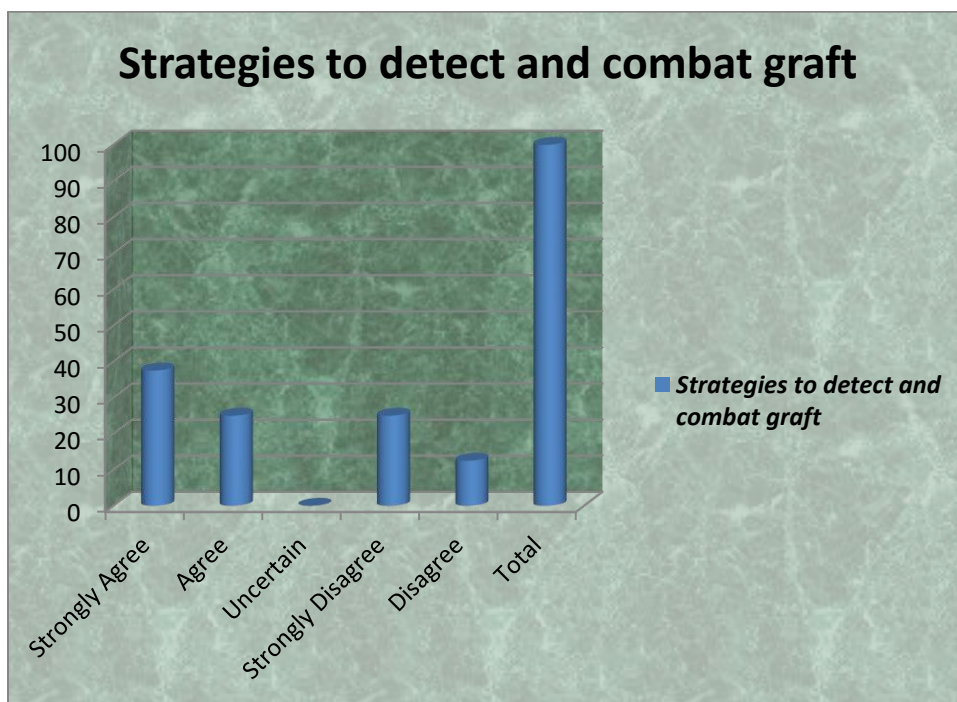 Strategies to detect and combat graft
100
90
80
70
60
50
40
30
20
10
0
Strongly Agree
Agree
Uncertain
Strongly Disagree
Disagree
Total
Strategies to detect and
combat graft